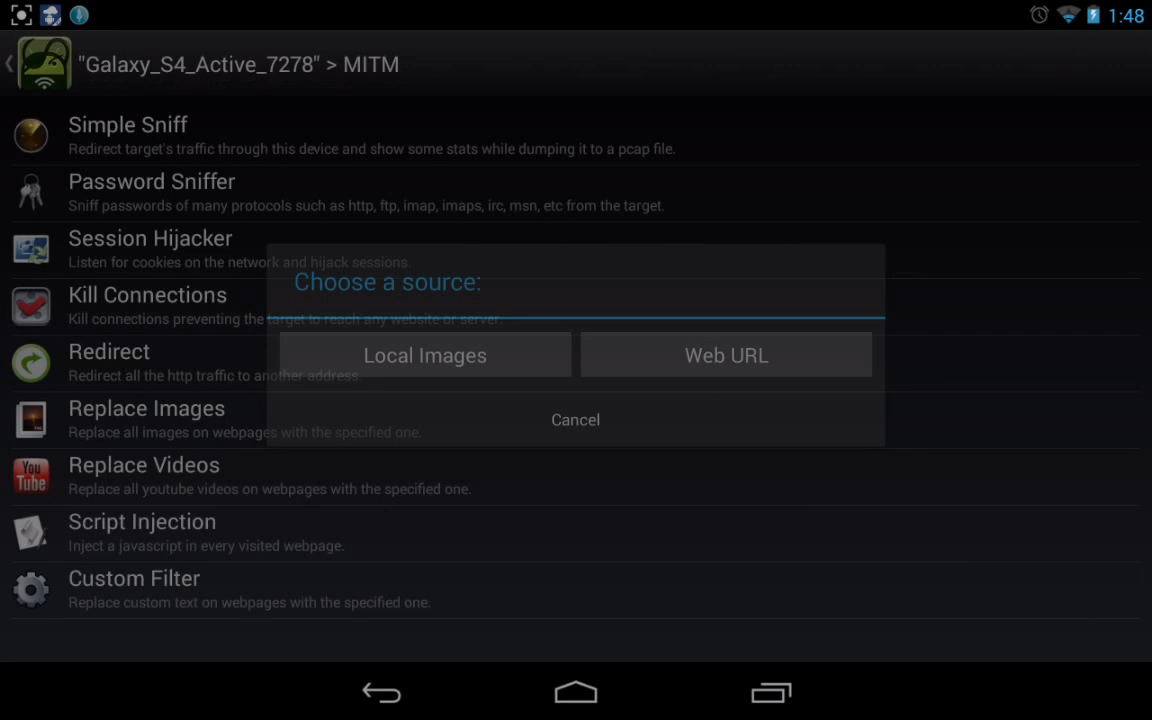 1:48
"Galaxy_S4_Active_7278" > MITM
Simple Sniff
Redirect target's traffic through this device and show some stats while dumping it to a pcap file.
Password Sniffer
Sniff passwords of many protocols such as http, ftp, imap, imaps, irc, msn, etc from the target.
Session Hijacker
Listen for cookies on the network and hijack sessions.
Choose a source:
Kill Connections
Kill connections preventing the target to reach any website or server.
Local Images
Web URL
Redirect
Redirect all the http traffic to another address.
Replace Images
Replace all images on webpages with the specified one.
Cancel
You
Tube
Replace Videos
Replace all youtube videos on webpages with the specified one.
Script Injection
Inject a javascript in every visited webpage.
Custom Filter
Replace custom text on webpages with the specified one.